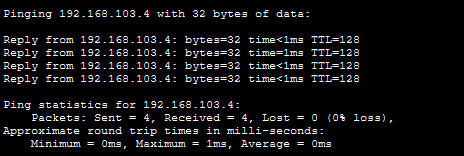 Pinging 192.168.103.4 with 32 bytes of data:
Reply from 192.168.103.4: bytes=32 time<1ms TTL=128
Reply from 192.168.103.4: bytes=32 time<1ms TTL=128
Reply from 192.168.103.4: bytes=32 time=1ms TTL=128
Reply from 192.168.103.4: bytes=32 time<1ms TTL=128
Ping statistics for 192.168.103.4:
Packets: Sent = 4, Received = 4, Lost = 0 (0% loss),
Approximate round trip times in milli-seconds:
Minimum = 0ms, Maximum = 1ms, Average = 0ms